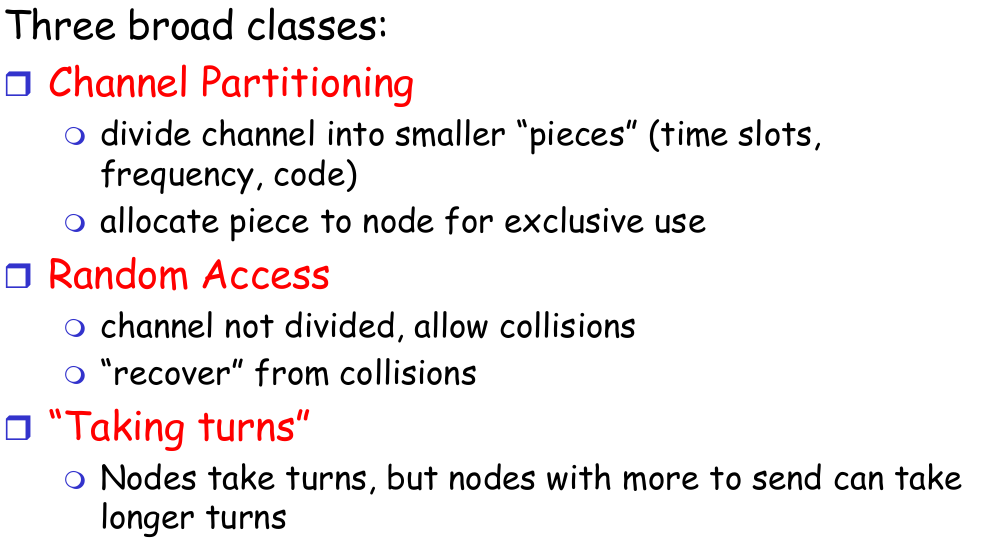 Three broad classes:
Channel Partitioning
divide channel into smaller “pieces” (time slots,
frequency, code)
allocate piece to node for exclusive use
Random Access
channel not divided, allow collisions
“recover” from collisions
“Taking turns”
Nodes take turns, but nodes with more to send can take
longer turns